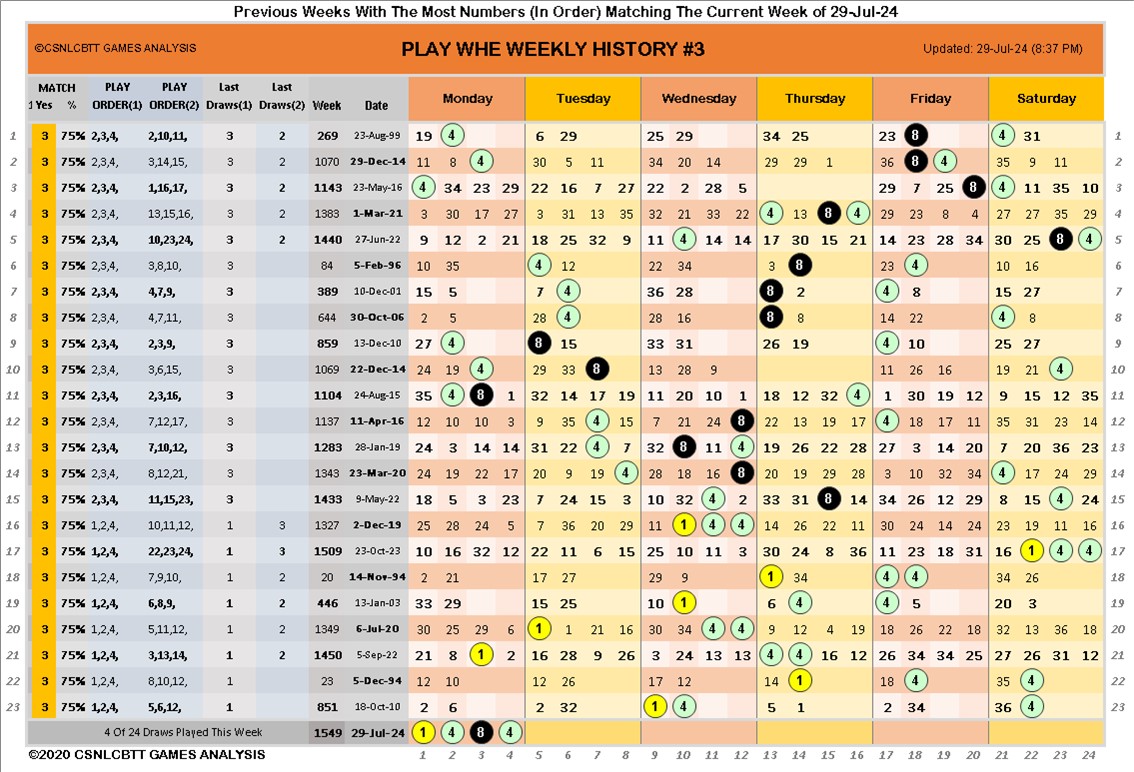 Previous Weeks With The Most Numbers (In Order) Matching The Current Week of 29-Jul-24
©CSNLCBTT GAMES ANALYSIS PLAY WHE WEEKLY HISTORY #3 Updated: 29-Jul-24 (8:37 PM)
MATCH PLAY PLAY Last Last
1 Yes % ORDER(1) ORDER(2) Draws(1) Draws(2) Week Date Monday Tuesday Wednesday Thursday Friday Saturday
1 3 75% 2,3,4, 2,10,11, 3 2 269 23-Aug-99 19 4 6 29 25 29 34 25 23 8 4 31 1
2 3 75% 2,3,4, 3,14,15, 3 2 1070 29-Dec-14 11 8 4 30 5 11 34 20 14 29 29 1 36 8 4 35 9 11 2
3 3 75% 2,3,4, 1,16,17, 3 2 1143 23-May-16 4 34 23 29 22 16 7 27 22 2 28 5 29 7 25 8 4 11 35 10 3
4 3 75% 2,3,4, 13,15,16, 3 2 1383 1-Mar-21 3 30 17 27 3 31 13 35 32 21 33 22 4 13 8 4 29 23 8 4 27 27 35 29 4
5 3 75% 2,3,4, 10,23,24, 3 2 1440 27-Jun-22 9 12 2 21 18 25 32 9 11 4 14 14 17 30 15 21 14 23 28 34 30 25 8 4 5
6 3 75% 2,3,4, 3,8,10, 3 84 5-Feb-96 10 35 4 12 22 34 3 8 23 4 10 16 6
7 3 75% 2,3,4, 4,7,9, 3 389 10-Dec-01 15 5 7 4 36 28 8 2 4 8 15 27 7
8 3 75% 2,3,4, 4,7,11, 3 644 30-Oct-06 2 5 28 4 28 16 8 8 14 22 4 8 8
9 3 75% 2,3,4, 2,3,9, 3 859 13-Dec-10 27 4 8 15 33 31 26 19 4 10 25 27 9
10 3 75% 2,3,4, 3,6,15, 3 1069 22-Dec-14 24 19 4 29 33 8 13 28 9 11 26 16 19 21 4 10
11 3 75% 2,3,4, 2,3,16, 3 1104 24-Aug-15 35 4 8 1 32 14 17 19 11 20 10 1 18 12 32 4 1 30 19 12 9 15 12 35 11
12 3 75% 2,3,4, 7,12,17, 3 1137 11-Apr-16 12 10 10 3 9 35 4 15 7 21 24 8 22 13 19 17 4 18 17 11 35 31 23 14 12
13 3 75% 2,3,4, 7,10,12, 3 1283 28-Jan-19 24 3 14 14 31 22 4 7 32 8 11 4 19 26 22 28 27 3 14 20 7 20 36 23 13
14 3 75% 2,3,4, 8,12,21, 3 1343 23-Mar-20 24 19 22 17 20 9 19 4 28 18 16 8 20 19 29 28 3 10 32 34 4 17 24 29 14
15 3 75% 2,3,4, 11,15,23, 3 1433 9-May-22 18 5 3 23 7 24 15 3 10 32 4 2 33 31 8 14 34 26 12 29 8 15 4 24 15
16 3 75% 1,2,4, 10,11,12, 1 3 1327 2-Dec-19 25 28 24 5 7 36 20 29 11 1 4 4 14 26 22 11 30 24 14 24 23 19 11 16 16
17 3 75% 1,2,4, 22,23,24, 1 3 1509 23-Oct-23 10 16 32 12 22 11 6 15 25 10 11 3 30 24 8 36 11 23 18 31 16 1 4 4 17
18 3 75% 1,2,4, 7,9,10, 1 2 20 14-Nov-94 2 21 17 27 29 9 1 34 4 4 34 26 18
19 3 75% 1,2,4, 6,8,9, 1 2 446 13-Jan-03 33 29 15 25 10 1 6 4 4 5 20 3 19
20 3 75% 1,2,4, 5,11,12, 1 2 1349 6-Jul-20 30 25 29 6 1 1 21 16 30 34 4 4 9 12 4 19 18 26 22 18 32 13 36 18 20
21 3 75% 1,2,4, 3,13,14, 1 2 1450 5-Sep-22 21 8 1 2 16 28 9 26 3 24 13 13 4 4 16 12 26 34 34 25 27 26 31 12 21
22 3 75% 1,2,4, 8,10,12, 1 23 5-Dec-94 12 10 12 26 17 12 14 1 18 4 35 4 22
23 3 75% 1,2,4, 5,6,12, 1 851 18-Oct-10 2 6 2 32 1 4 5 1 2 34 36 4 23
4 Of 24 Draws Played This Week 1549 29-Jul-24 1 4 8 4
©2020 CSNLCBTT GAMES ANALYSIS 1 2 3 4 5 6 7 8 9 10 11 12 13 14 15 16 17 18 19 20 21 22 23 24